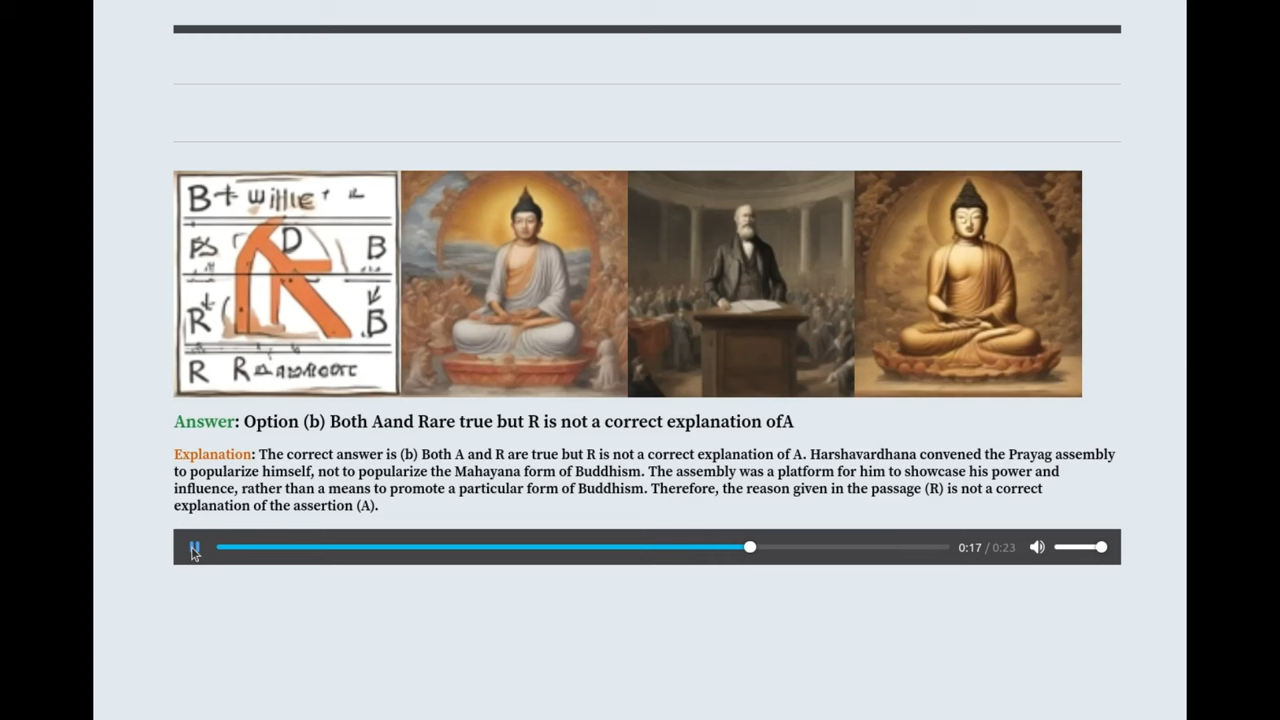 B+ Willie
D
B
R
B
R
Answer: Option (b) Both Aand Rare true but R is not a correct explanation ofA
Explanation: The correct answer is (b) Both A and R are true but R is not a correct explanation of A. Harshavardhana convened the Prayag assembly
to popularize himself, not to popularize the Mahayana form of Buddhism. The assembly was a platform for him to showcase his power and
influence, rather than a means to promote a particular form of Buddhism. Therefore, the reason given in the passage (R) is not a correct
explanation of the assertion (A).
0:17 / 0:23